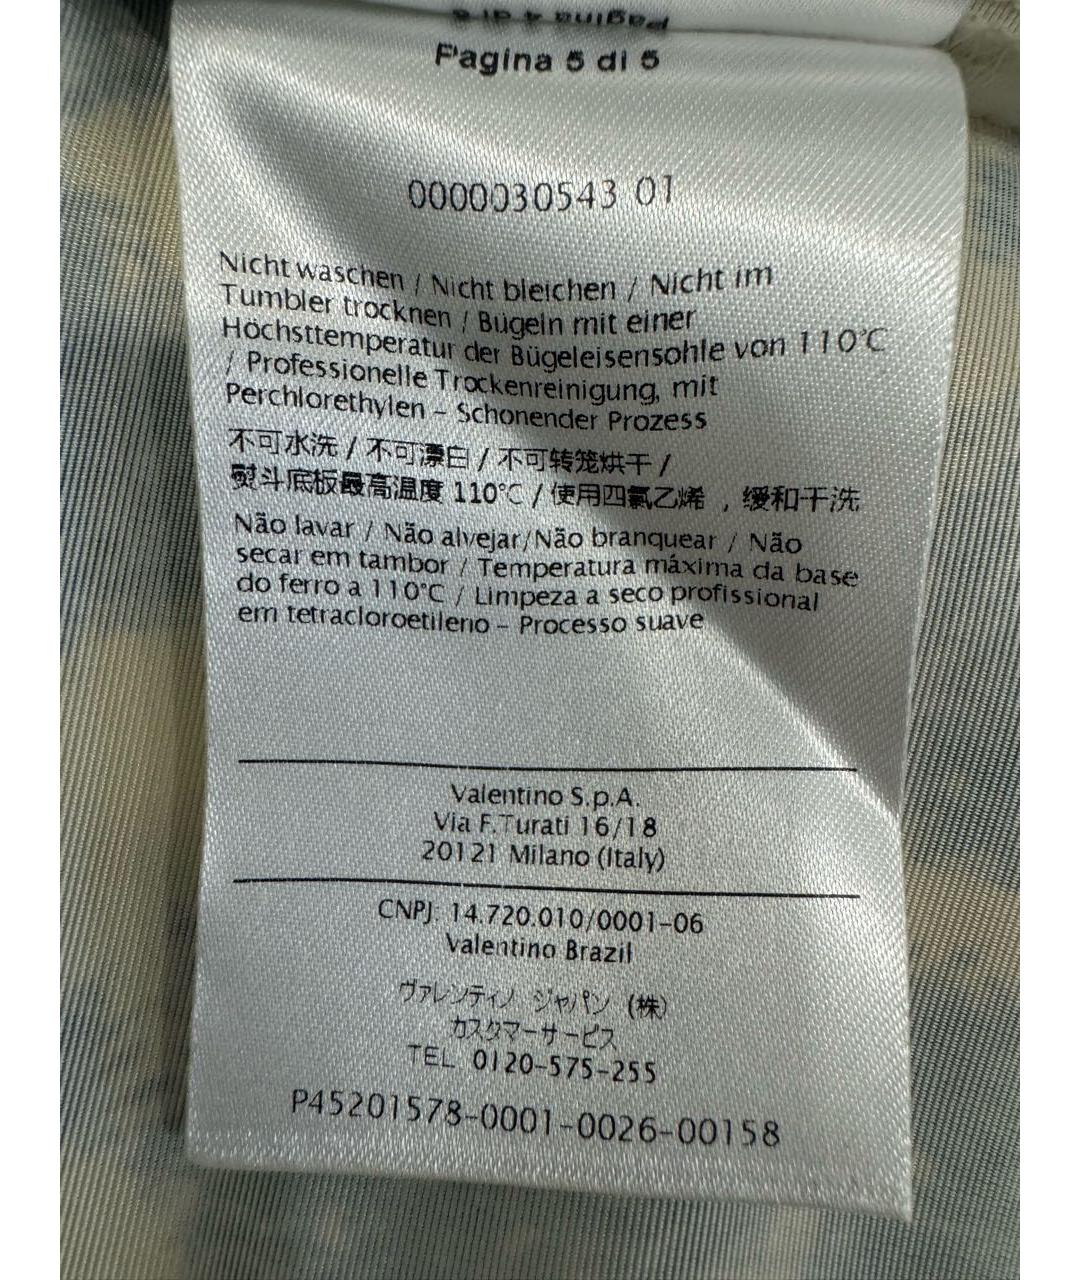 Pagina 4 di 5
Pagina 5 di 5
0000030543 01
Nicht waschen / Nicht bleichen / Nicht im
Tumbler trocknen / Bügeln mit einer
Höchsttemperatur der Bügeleisensohle von 110°C
/ Professionelle Trockenreinigung, mit
Perchlorethylen – Schonender Prozess
不可水洗 / 不可漂白 / 不可转笼烘干 /
熨斗底板最高温度 110℃ / 使用四氯乙烯 , 缓和干洗
Não lavar / Não alvejar/Não branquear / Não
secar em tambor / Temperatura máxima da base
do ferro a 110°C / Limpeza a seco profissional
em tetracloroetileno – Processo suave
Valentino S.p.A.
Via F.Turati 16/18
20121 Milano (Italy)
CNPJ: 14.720.010/0001-06
Valentino Brazil
ヴァレンティノ ジャパン (株)
カスタマーサービス
TEL. 0120-575-255
P45201578-0001-0026-00158